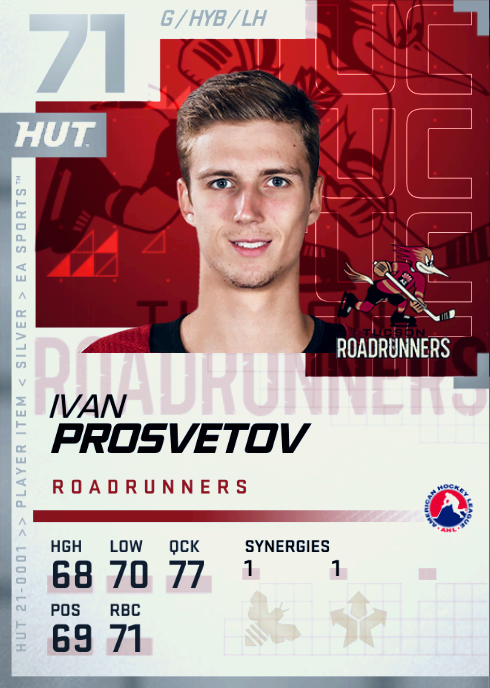 71
G / HYB / LH
HUT
HUT 21-0001 >> PLAYER ITEM < SILVER > EA SPORTS™
TUCSON
ROADRUNNERS
TUCSON
ROADRUNNERS
IVAN
PROSVETOV
ROADRUNNERS
AMERICAN HOCKEY LEAGUE
AHL
HGH LOW QCK SYNERGIES
68 70 77 1 1
POS RBC
69 71